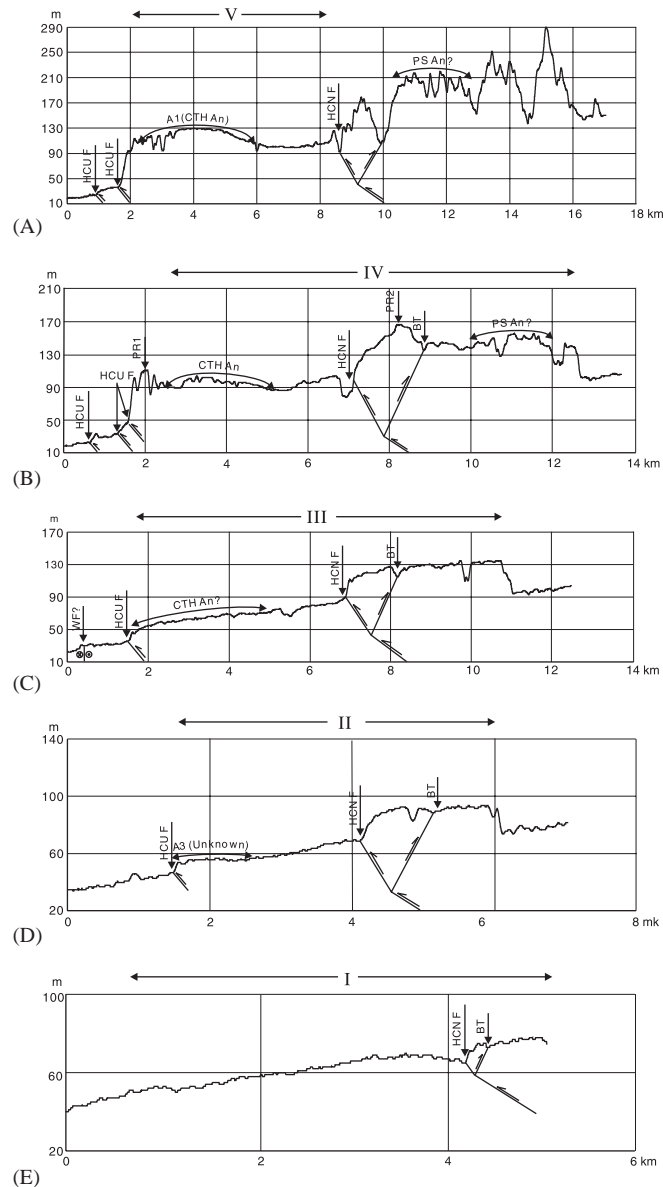 V
m
290
250
210
170
130
90
50
10
HCU F
HCU F
A1(CTH An)
HCN F
PS An?
0 2 4 6 8 10 12 14 16 18 km
(A)
IV
m
210
170
130
90
50
10
HCU F
HCU F
PR1
CTH An
HCN F
PR2
BT
PS An?
0 2 4 6 8 10 12 14
(B)
III
m
170
130
90
50
10
WF?
HCU F
CTH An?
HCN F
BT
0 2 4 6 8 10 12 14
(C)
II
m
140
100
60
20
HCU F
A3 (Unknown)
HCN F
BT
0 2 4 6 8 mk
(D)
I
m
100
60
20
HCN F
BT
0 2 4 6 km
(E)